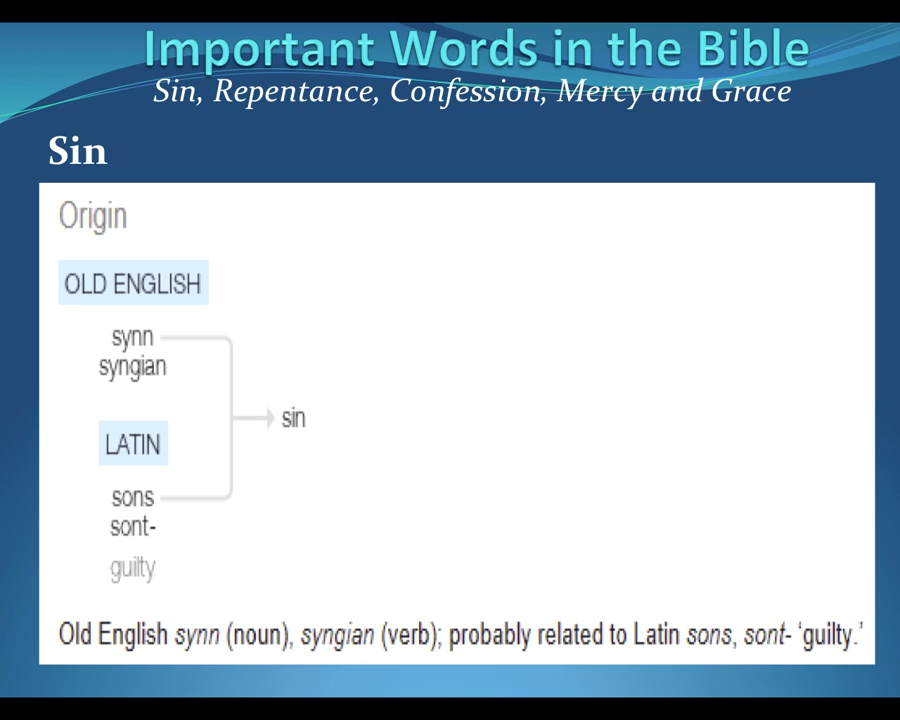 Important Words in the Bible
Sin, Repentance, Confession, Mercy and Grace
Sin
Origin
OLD ENGLISH
synn
syngian
sin
LATIN
sons
sont-
guilty
Old English synn (noun), syngian (verb); probably related to Latin sons, sont- ‘guilty.’